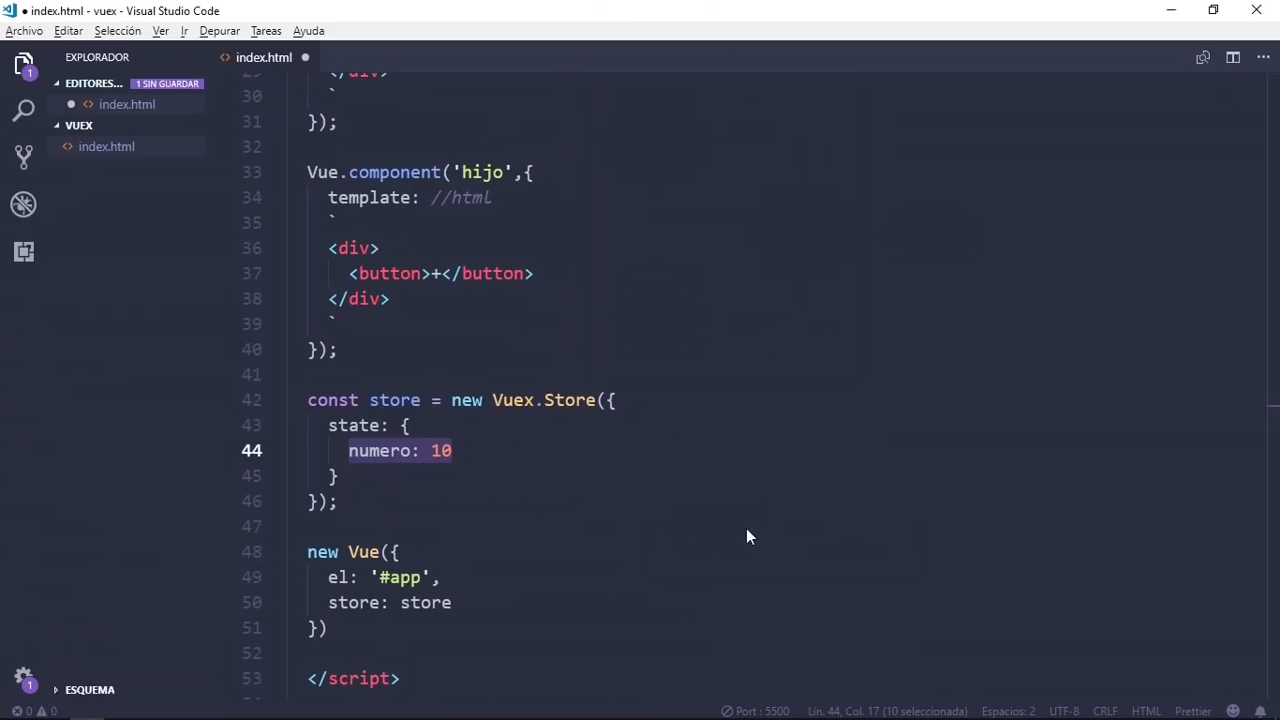 ● index.html - vuex - Visual Studio Code
Archivo Editar Selección Ver Ir Depurar Tareas Ayuda
EXPLORADOR
index.html
EDITORES... 1 SIN GUARDAR
index.html
VUEX
index.html
1
29 </div>
30 `
31 });
32
33 Vue.component('hijo',{
34 template: //html
35 `
36 <div>
37 <button>+</button>
38 </div>
39 `
40 });
41
42 const store = new Vuex.Store({
43 state: {
44 numero: 10
45 }
46 });
47
48 new Vue({
49 el: '#app',
50 store: store
51 })
52
53 </script>
1
ESQUEMA
0 0 Port : 5500 Lín. 44, Col. 17 (10 seleccionada) Espacios: 2 UTF-8 CRLF HTML Prettier